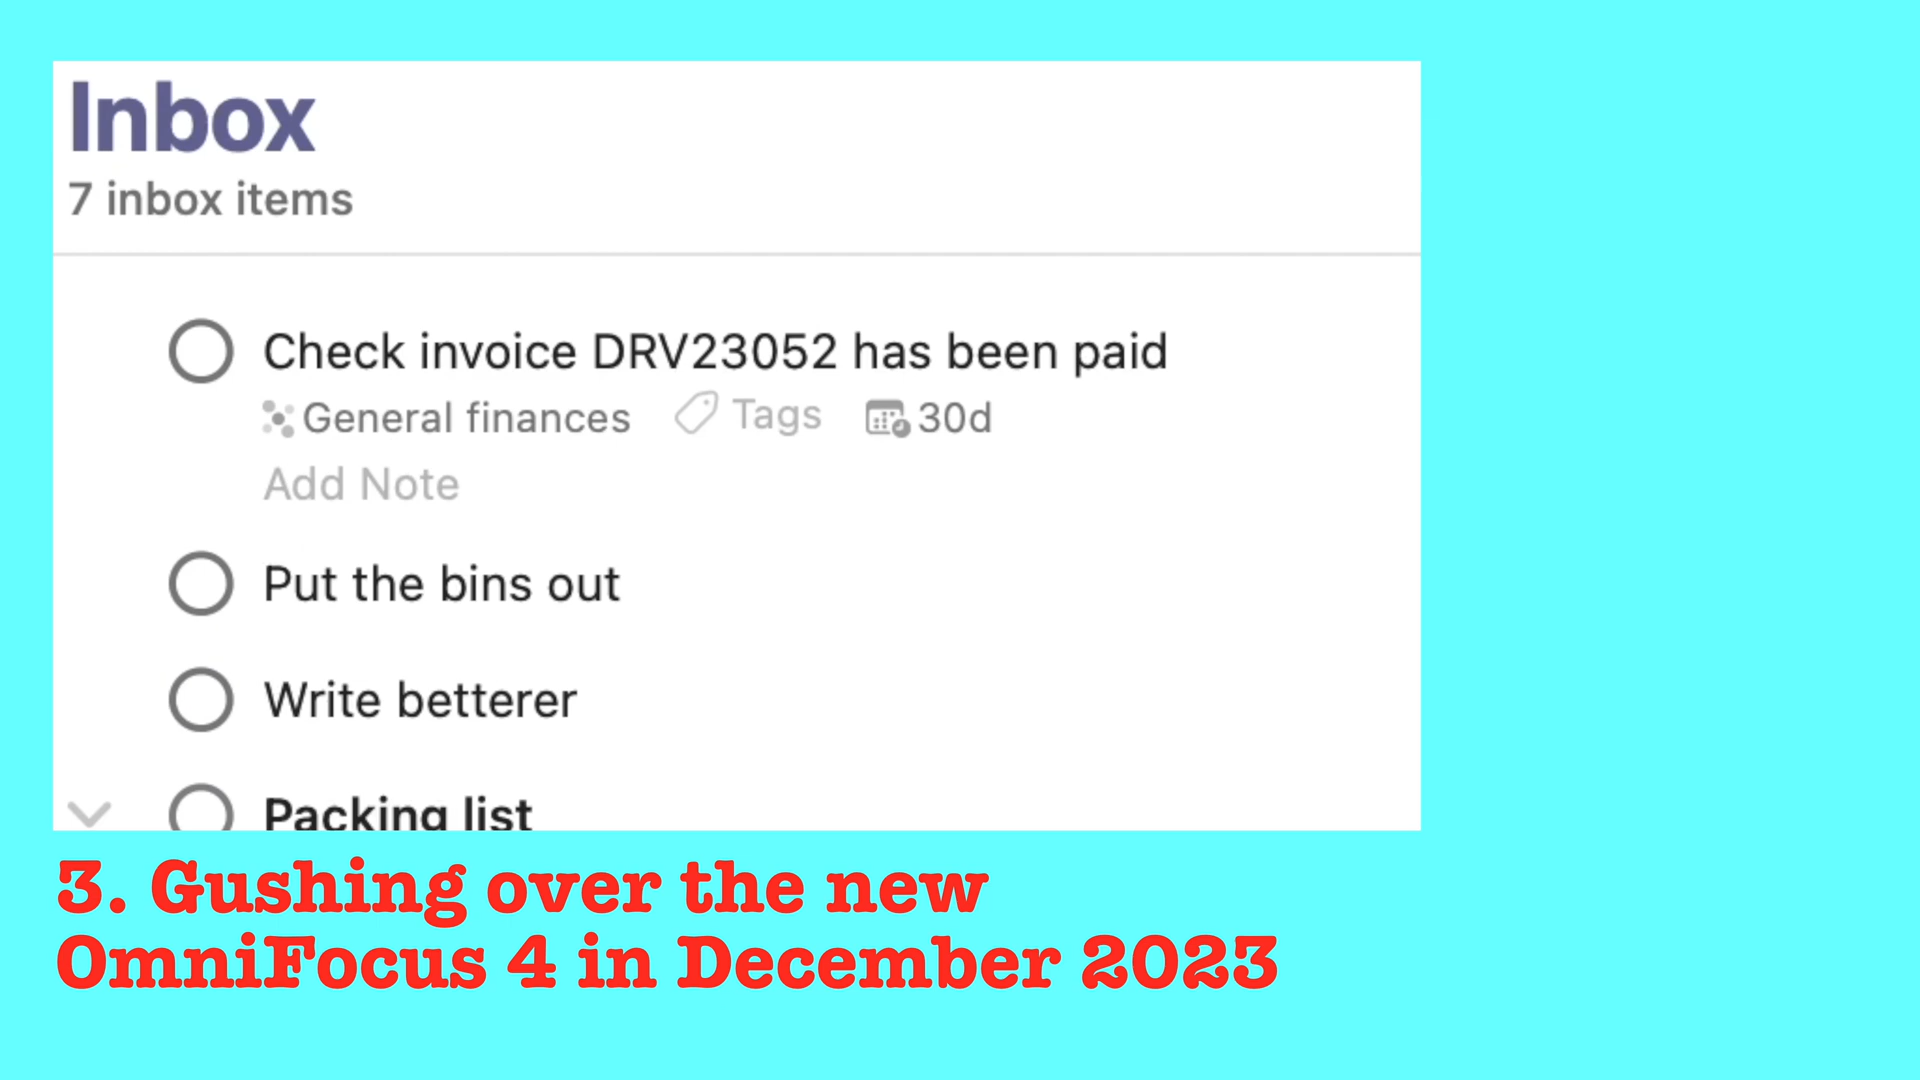 Inbox
7 inbox items
Check invoice DRV23052 has been paid
General finances Tags 30d
Add Note
Put the bins out
Write betterer
Packing list
3. Gushing over the new
OmniFocus 4 in December 2023